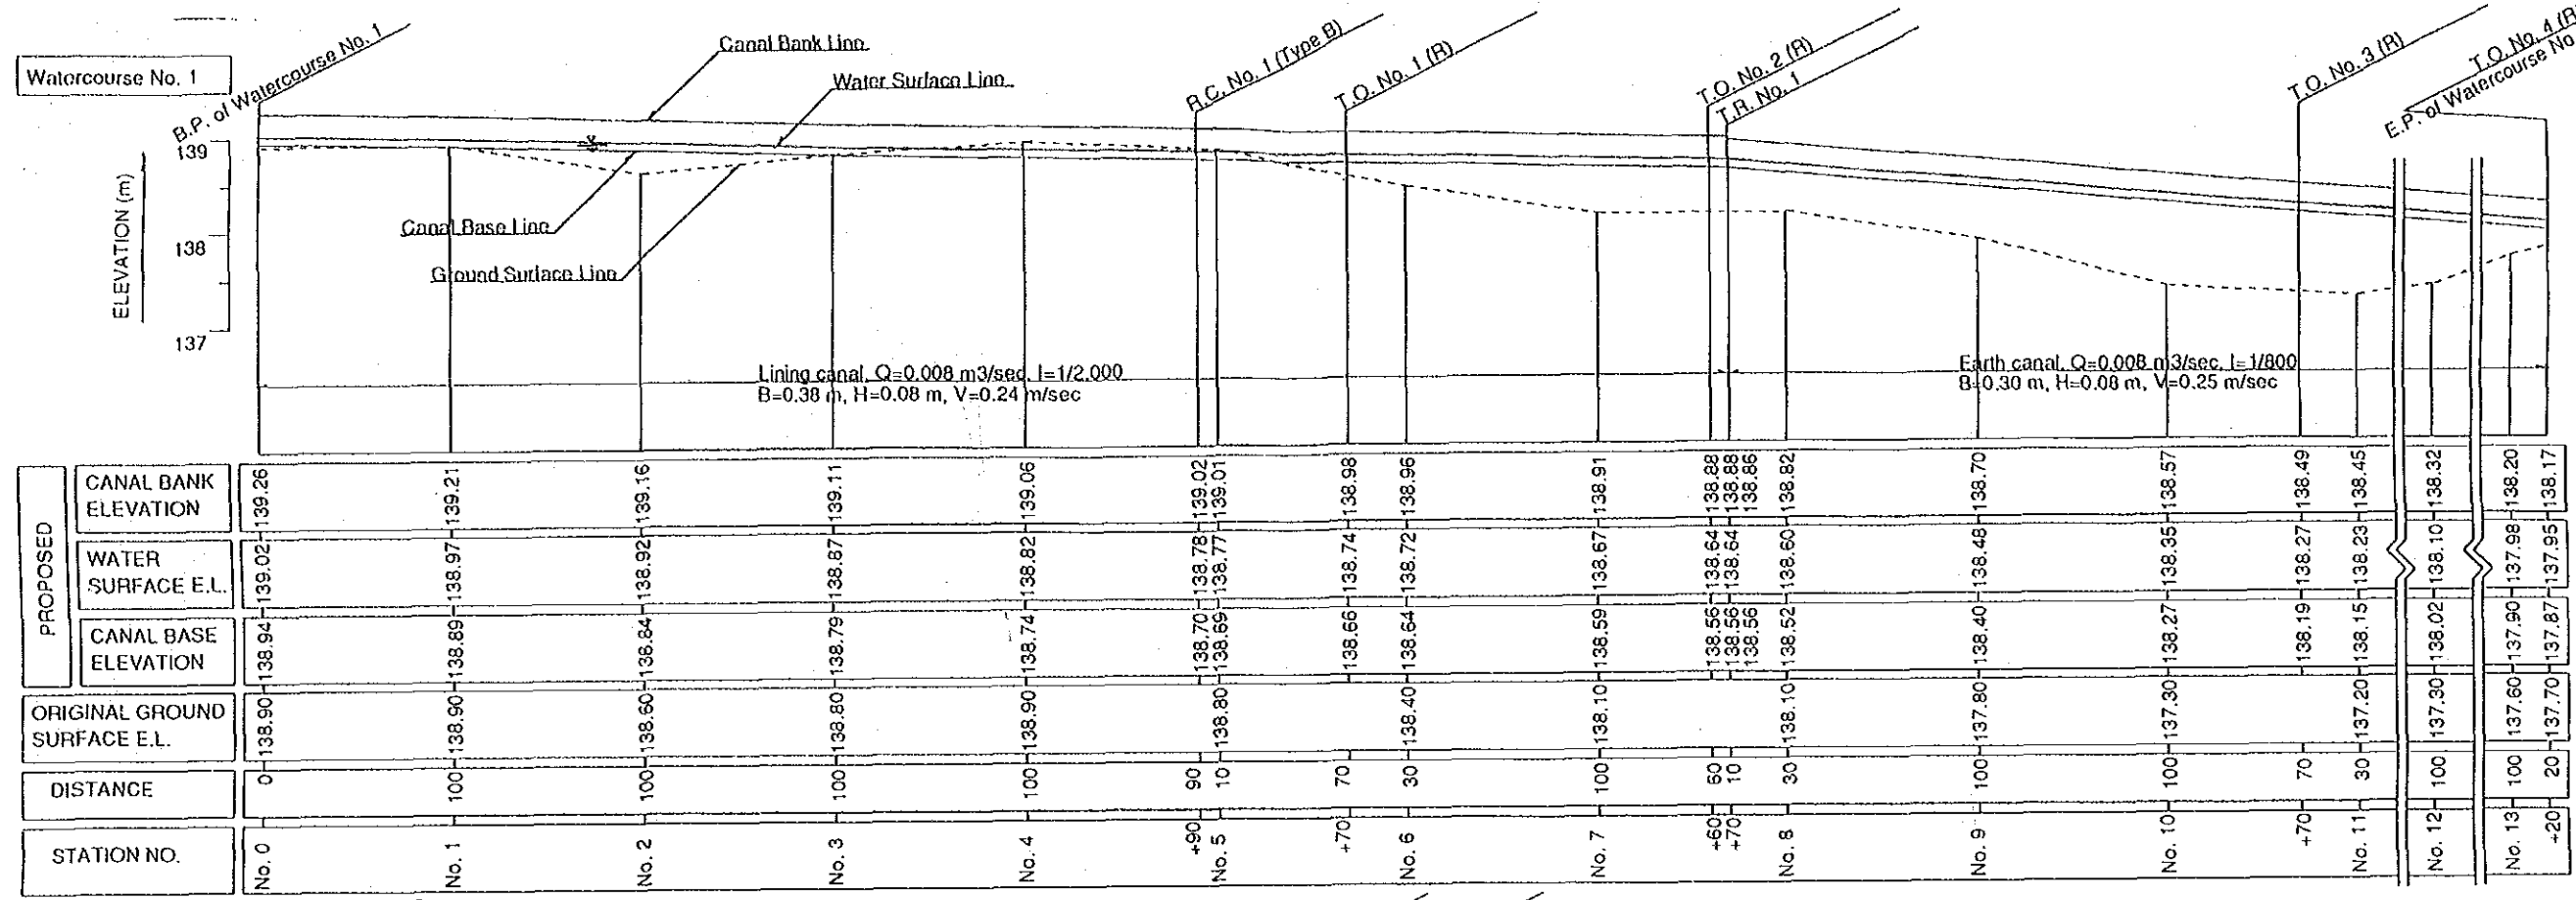 Watercourse No. 1
B.P. of Watercourse No. 1
Canal Bank Line
Water Surface Line
R.C. No. 1 (Type B)
T.O. No. 1 (R)
T.O. No. 2 (R)
T.R. No. 1
T.O. No. 3 (R)
T.O. No. 4 (R
E.P. of Watercourse No
ELEVATION (m)
139
138
137
Canal Base Line
Ground Surface Line
Lining canal, Q=0.008 m3/sec, I=1/2,000
B=0.38 m, H=0.08 m, V=0.24 m/sec
Earth canal, Q=0.008 m3/sec, I=1/800
B=0.30 m, H=0.08 m, V=0.25 m/sec
PROPOSED
CANAL BANK
ELEVATION
139.26 139.21 139.16 139.11 139.06 139.02 139.01 138.98 138.96 138.91 138.88 138.88 138.86 138.82 138.70 138.57 138.49 138.45 138.32 138.20 138.17
WATER
SURFACE E.L.
139.02 138.97 138.92 138.87 138.82 138.78 138.77 138.74 138.72 138.67 138.64 138.64 138.60 138.48 138.35 138.27 138.23 138.10 137.98 137.95
CANAL BASE
ELEVATION
138.94 138.89 138.84 138.79 138.74 138.70 138.69 138.66 138.64 138.59 138.56 138.56 138.56 138.52 138.40 138.27 138.19 138.15 138.02 137.90 137.87
ORIGINAL GROUND
SURFACE E.L.
138.90 138.90 138.60 138.80 138.90 138.80 138.40 138.10 138.10 137.80 137.30 137.20 137.30 137.60 137.70
DISTANCE
0 100 100 100 100 90 10 70 30 100 60 10 30 100 100 70 30 100 100 20
STATION NO.
No. 0 No. 1 No. 2 No. 3 No. 4 +90 No. 5 +70 No. 6 No. 7 +60 +70 No. 8 No. 9 No. 10 +70 No. 11 No. 12 No. 13 +20